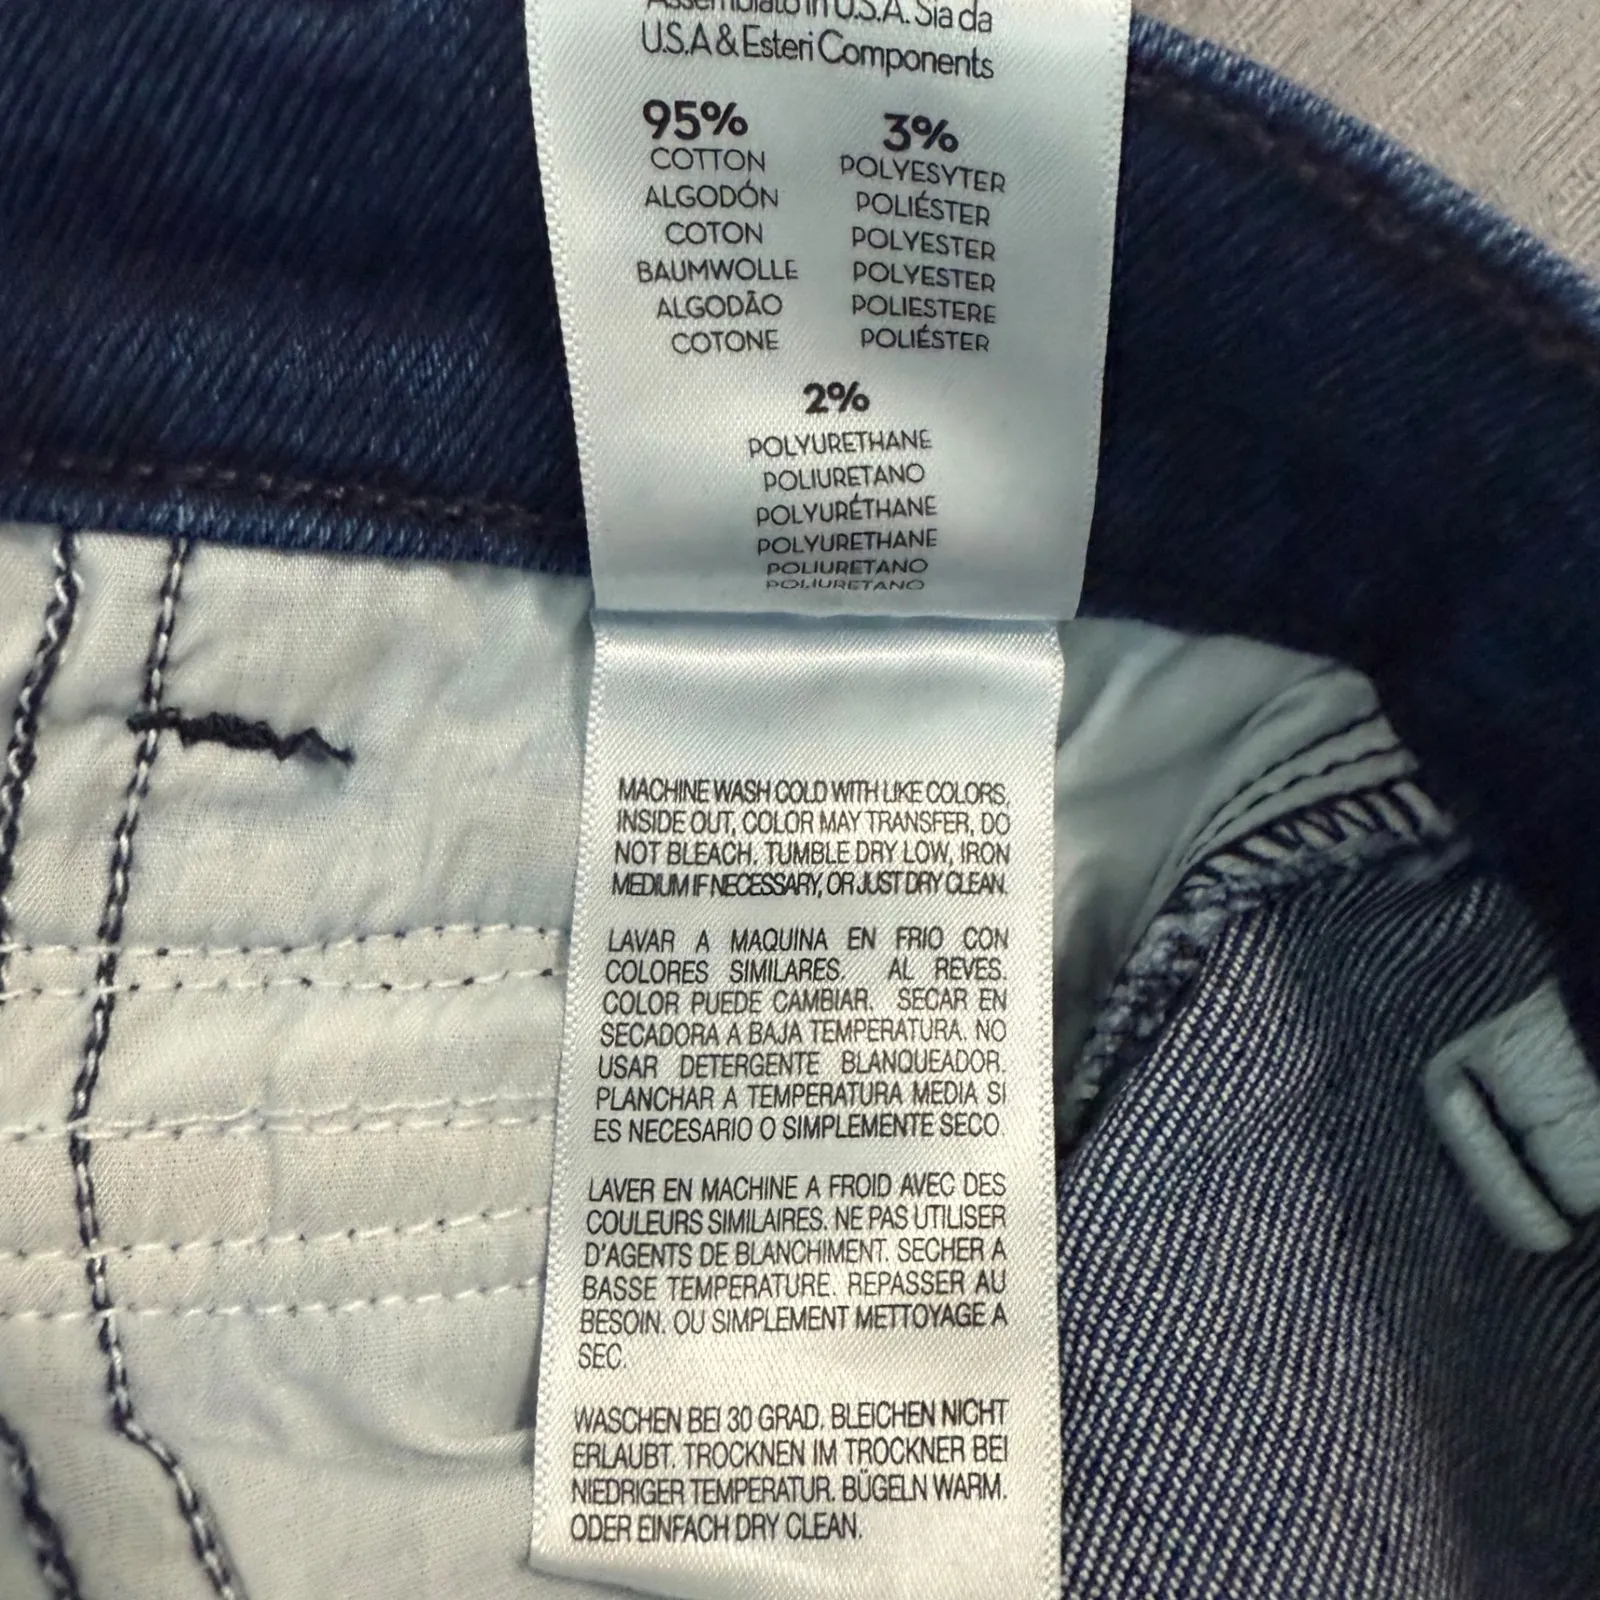 Assemblato in U.S.A. Sia da
U.S.A & Esteri Components
95%
COTTON
ALGODÓN
COTON
BAUMWOLLE
ALGODÃO
COTONE
3%
POLYESYTER
POLIÉSTER
POLYESTER
POLYESTER
POLIESTERE
POLIÉSTER
2%
POLYURETHANE
POLIURETANO
POLYURÉTHANE
POLYURETHANE
POLIURETANO
POLIURETANO
MACHINE WASH COLD WITH LIKE COLORS,
INSIDE OUT, COLOR MAY TRANSFER, DO
NOT BLEACH. TUMBLE DRY LOW, IRON
MEDIUM IF NECESSARY, OR JUST DRY CLEAN.
LAVAR A MAQUINA EN FRIO CON
COLORES SIMILARES. AL REVES.
COLOR PUEDE CAMBIAR. SECAR EN
SECADORA A BAJA TEMPERATURA. NO
USAR DETERGENTE BLANQUEADOR.
PLANCHAR A TEMPERATURA MEDIA SI
ES NECESARIO O SIMPLEMENTE SECO.
LAVER EN MACHINE A FROID AVEC DES
COULEURS SIMILAIRES. NE PAS UTILISER
D'AGENTS DE BLANCHIMENT. SECHER A
BASSE TEMPERATURE. REPASSER AU
BESOIN. OU SIMPLEMENT METTOYAGE A
SEC.
WASCHEN BEI 30 GRAD. BLEICHEN NICHT
ERLAUBT. TROCKNEN IM TROCKNER BEI
NIEDRIGER TEMPERATUR. BÜGELN WARM.
ODER EINFACH DRY CLEAN.